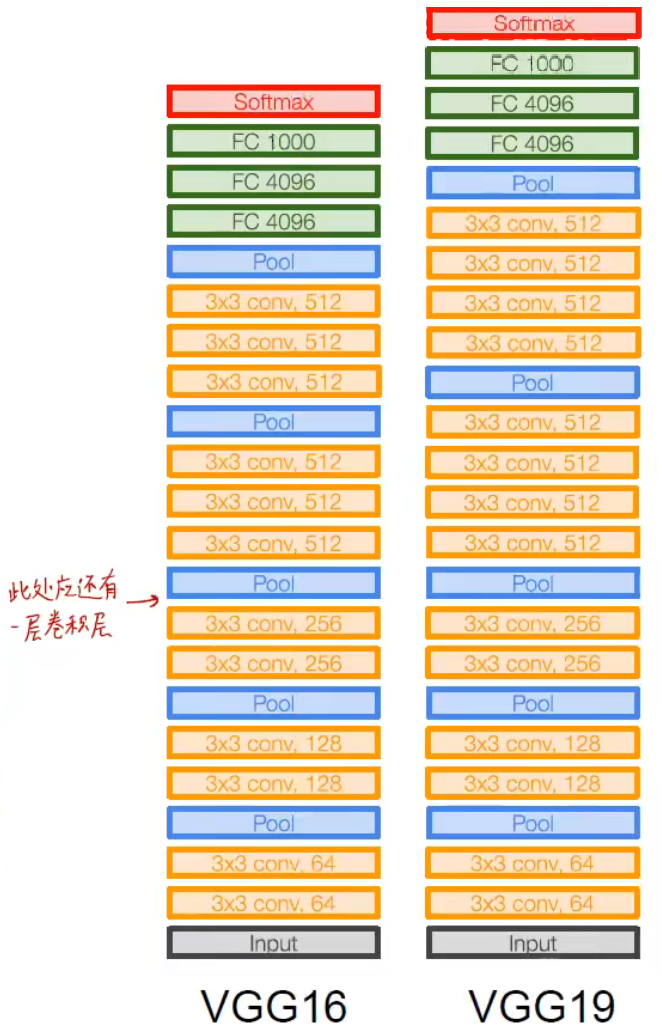 Softmax
FC 1000
FC 4096
FC 4096
Pool
3x3 conv, 512
3x3 conv, 512
3x3 conv, 512
Pool
3x3 conv, 512
3x3 conv, 512
3x3 conv, 512
Pool
3x3 conv, 256
3x3 conv, 256
Pool
3x3 conv, 128
3x3 conv, 128
Pool
3x3 conv, 64
3x3 conv, 64
Input
VGG16
此处应还有
一层卷积层
Softmax
FC 1000
FC 4096
FC 4096
Pool
3x3 conv, 512
3x3 conv, 512
3x3 conv, 512
3x3 conv, 512
Pool
3x3 conv, 512
3x3 conv, 512
3x3 conv, 512
3x3 conv, 512
Pool
3x3 conv, 256
3x3 conv, 256
Pool
3x3 conv, 128
3x3 conv, 128
Pool
3x3 conv, 64
3x3 conv, 64
Input
VGG19